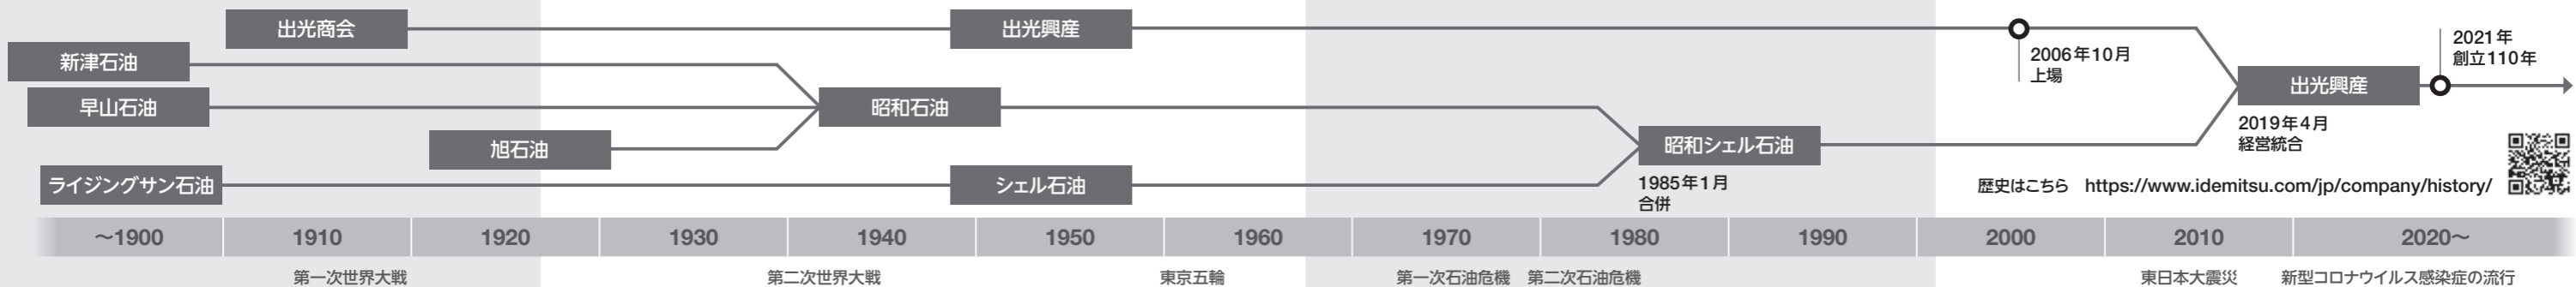 出光商会
出光興産
新津石油
早山石油
昭和石油
旭石油
ライジングサン石油
シェル石油
昭和シェル石油
1985年1月
合併
2006年10月
上場
出光興産
2019年4月
経営統合
2021年
創立110年
歴史はこちら https://www.idemitsu.com/jp/company/history/
～1900 1910 1920 1930 1940 1950 1960 1970 1980 1990 2000 2010 2020～
第一次世界大戦 第二次世界大戦 東京五輪 第一次石油危機 第二次石油危機 東日本大震災 新型コロナウイルス感染症の流行